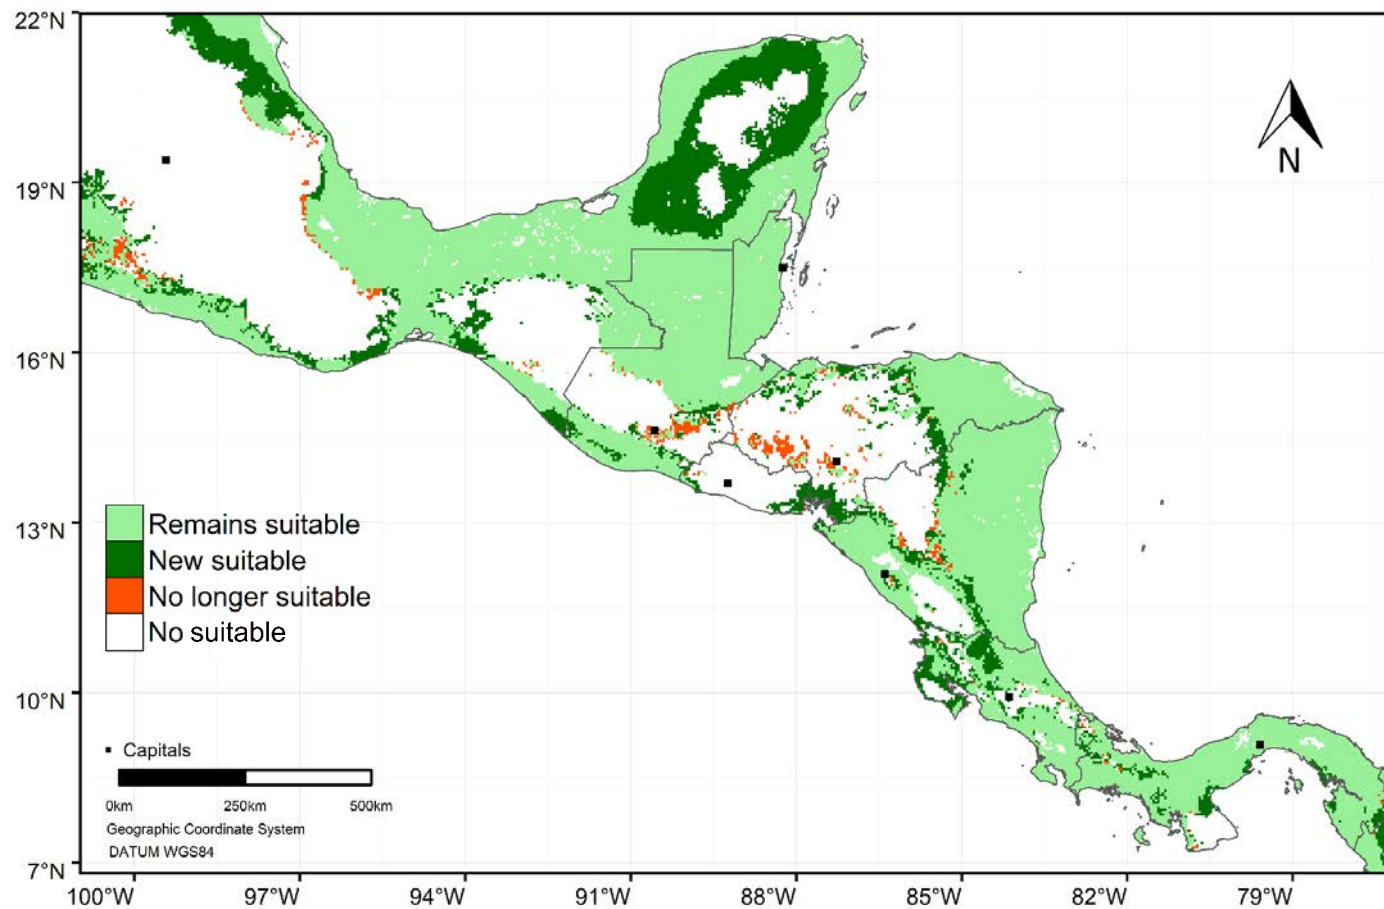 22°N
19°N
16°N
13°N
10°N
7°N
N
Remains suitable
New suitable
No longer suitable
No suitable
Capitals
0km 250km 500km
Geographic Coordinate System
DATUM WGS84
100°W 97°W 94°W 91°W 88°W 85°W 82°W 79°W